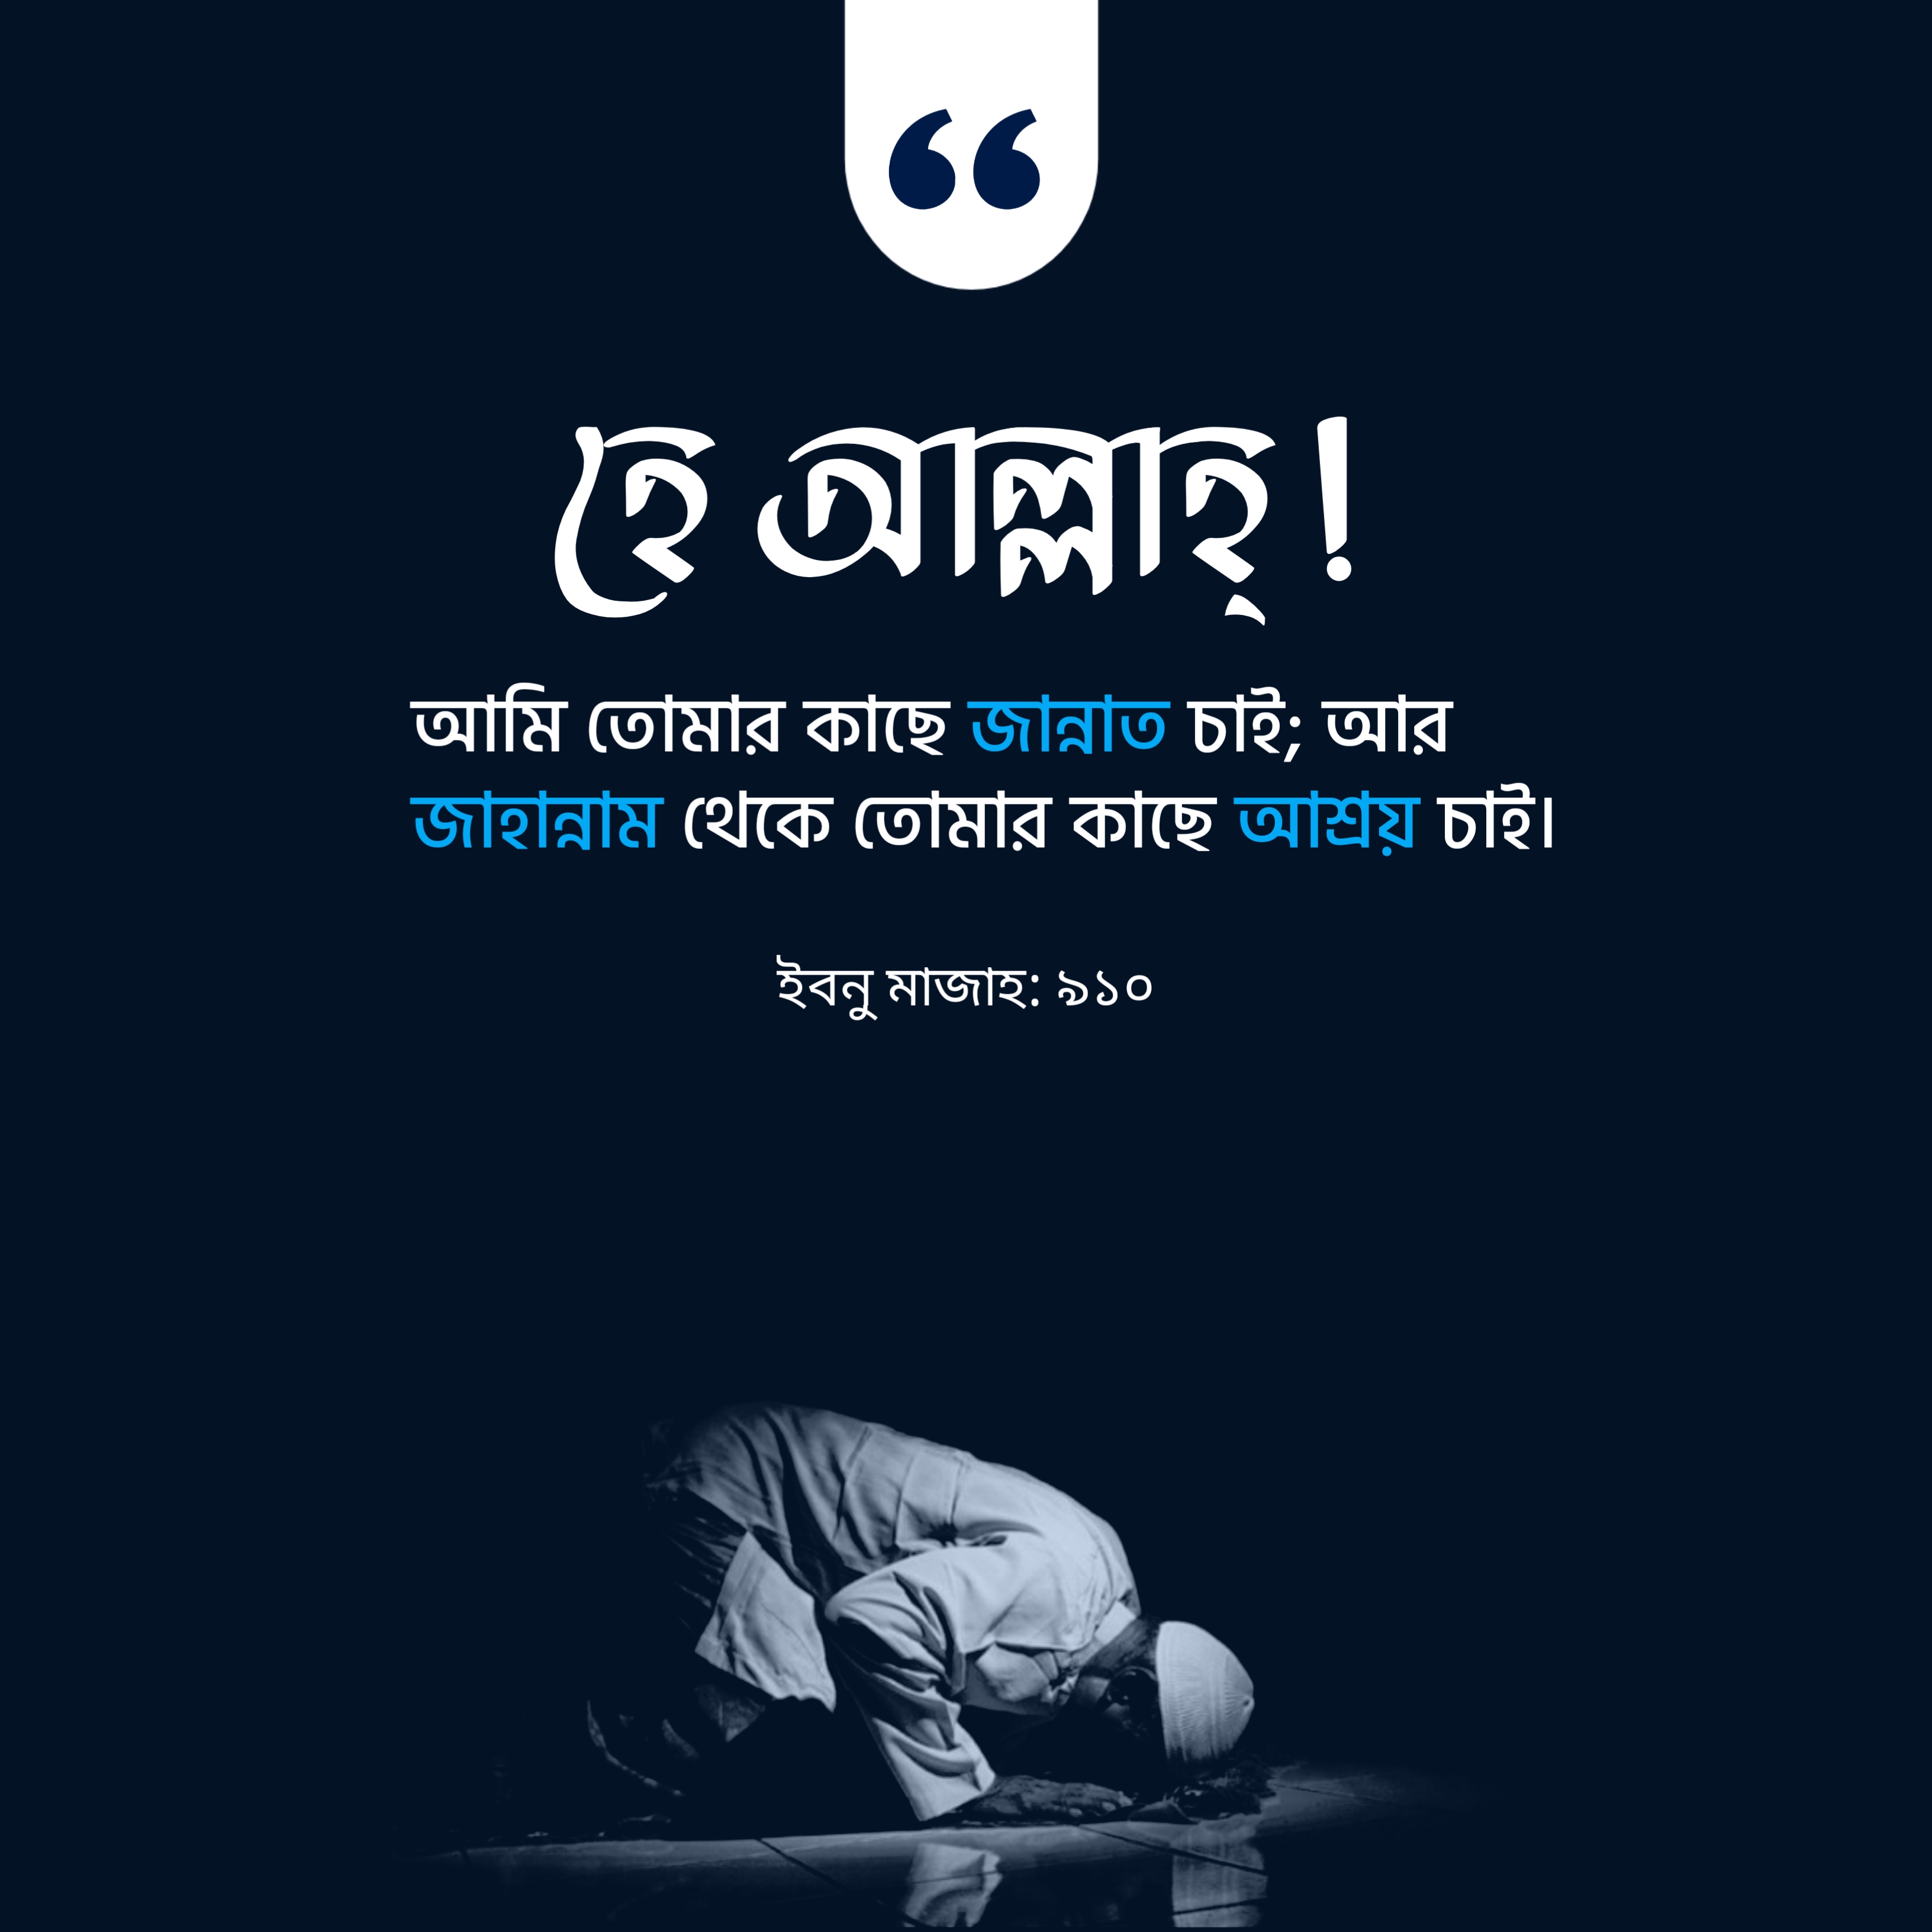 “
হে আল্লাহ্!
আমি তোমার কাছে জান্নাত চাই; আর
জাহান্নাম থেকে তোমার কাছে আশ্রয় চাই।
ইবনু মাজাহ: ৯১০